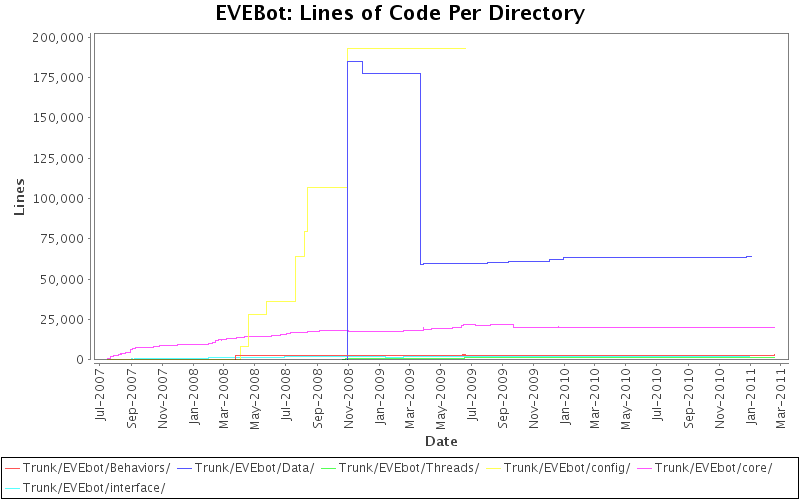 EVEBot: Lines of Code Per Directory
200,000
175,000
150,000
125,000
100,000
75,000
50,000
25,000
0
Lines
Jul-2007
Sep-2007
Nov-2007
Jan-2008
Mar-2008
May-2008
Jul-2008
Sep-2008
Nov-2008
Jan-2009
Mar-2009
May-2009
Jul-2009
Sep-2009
Nov-2009
Jan-2010
Mar-2010
May-2010
Jul-2010
Sep-2010
Nov-2010
Jan-2011
Mar-2011
Date
Trunk/EVEbot/Behaviors/ Trunk/EVEbot/Data/ Trunk/EVEbot/Threads/ Trunk/EVEbot/config/ Trunk/EVEbot/core/
Trunk/EVEbot/interface/